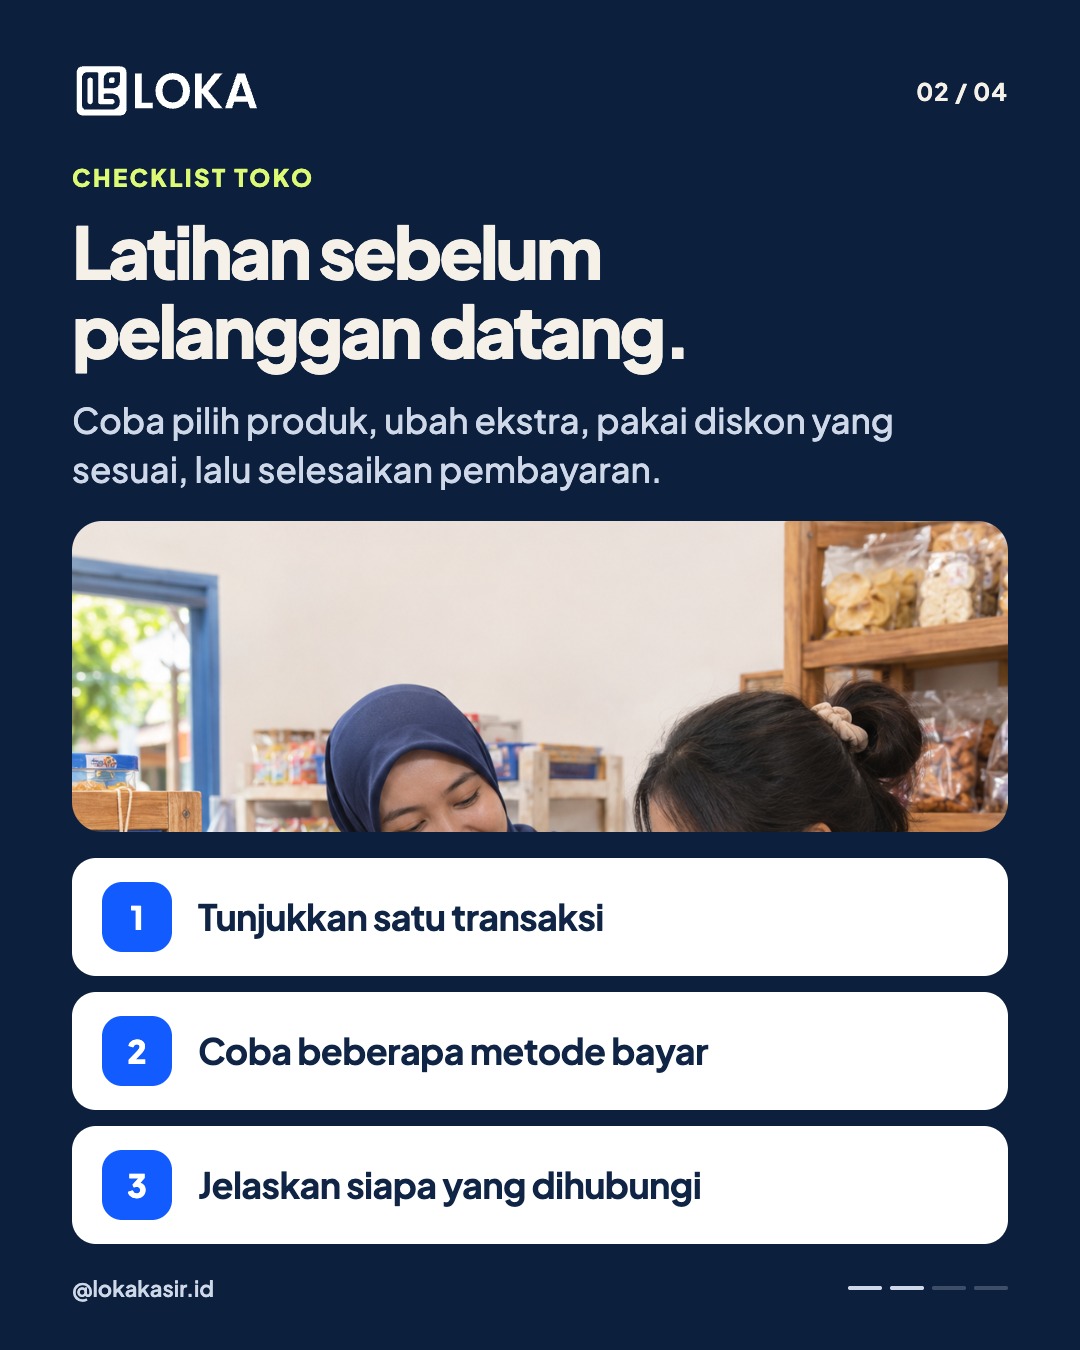 LOKA
02 / 04
CHECKLIST TOKO
Latihan sebelum
pelanggan datang.
Coba pilih produk, ubah ekstra, pakai diskon yang
sesuai, lalu selesaikan pembayaran.
1 Tunjukkan satu transaksi
2 Coba beberapa metode bayar
3 Jelaskan siapa yang dihubungi
@lokakasir.id